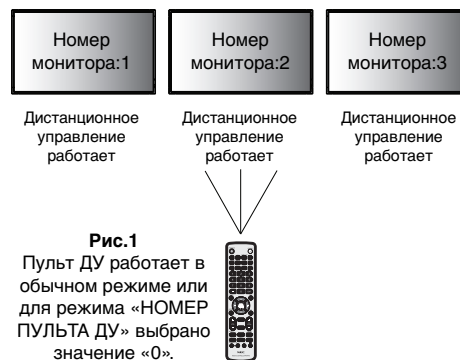 Номер
монитора:1
Номер
монитора:2
Номер
монитора:3
Дистанционное
управление
работает
Дистанционное
управление
работает
Дистанционное
управление
работает
Рис.1
Пульт ДУ работает в
обычном режиме или
для режима «НОМЕР
ПУЛЬТА ДУ» выбрано
значение «0».